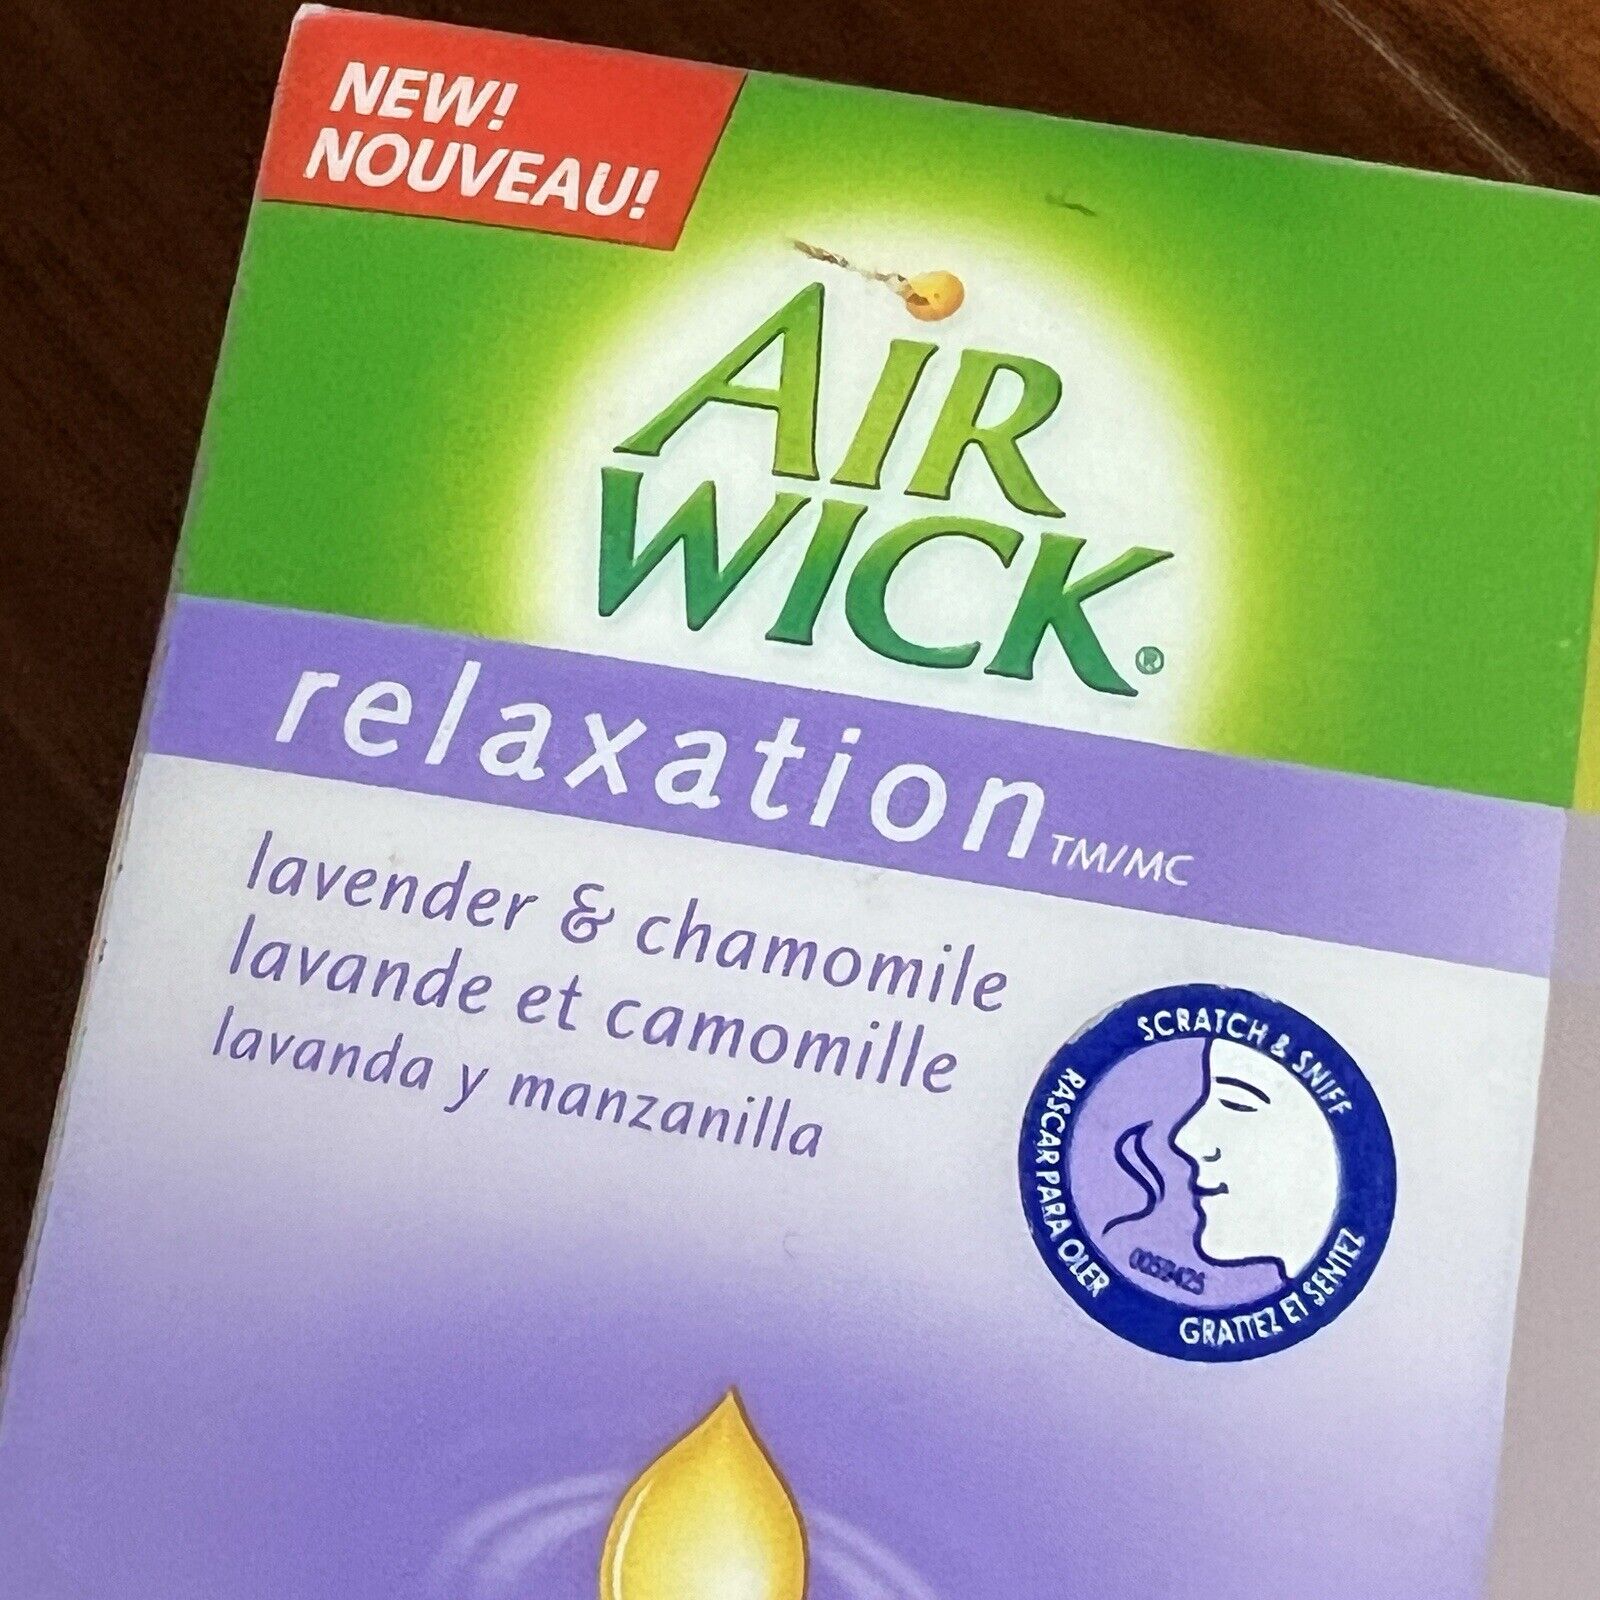 NEW!
NOUVEAU!
AIR
WICK®
relaxation TM/MC
lavender & chamomile
lavande et camomille
lavanda y manzanilla
SCRATCH & SNIFF
RASCAR PARA OLER
GRATTEZ ET SENTEZ